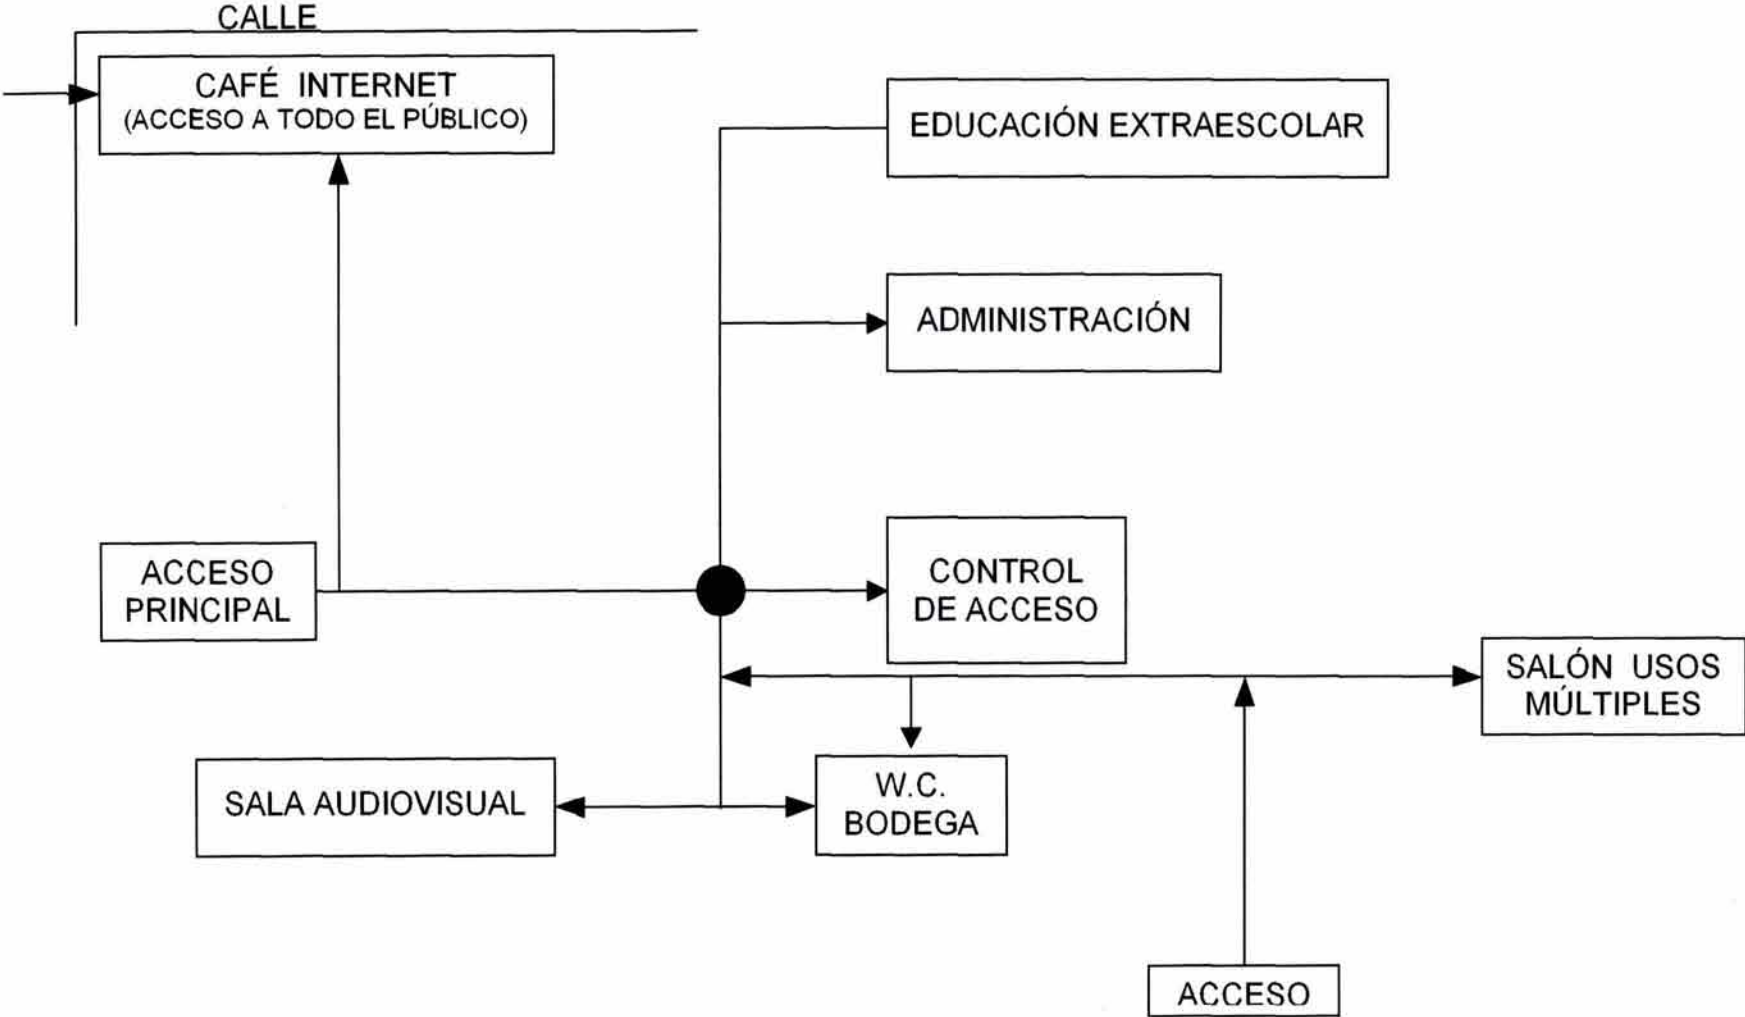 CALLE
CAFÉ INTERNET
(ACCESO A TODO EL PÚBLICO)
EDUCACIÓN EXTRAESCOLAR
ADMINISTRACIÓN
ACCESO
PRINCIPAL
CONTROL
DE ACCESO
SALÓN USOS
MÚLTIPLES
SALA AUDIOVISUAL
W.C.
BODEGA
ACCESO